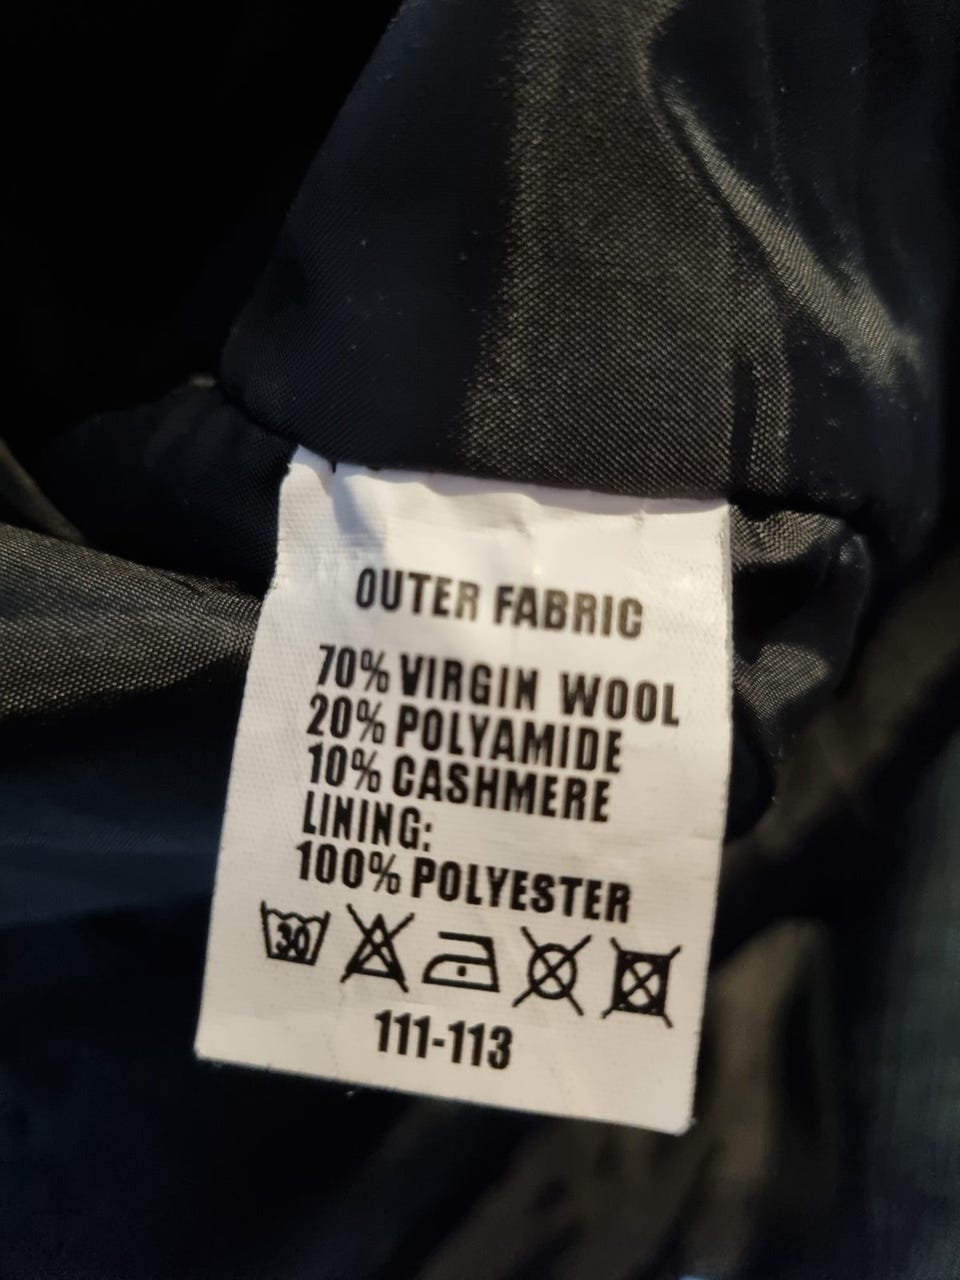 OUTER FABRIC
70% VIRGIN WOOL
20% POLYAMIDE
10% CASHMERE
LINING:
100% POLYESTER
30
111-113